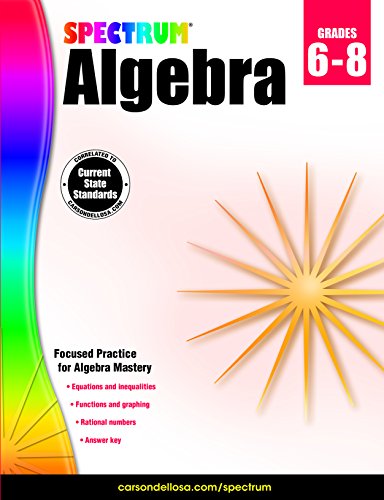 SPECTRUM®
Algebra
GRADES
6-8
CORRELATED TO
Current
State
Standards
CARSONDELLOSA.COM
Focused Practice
for Algebra Mastery
• Equations and inequalities
• Functions and graphing
• Rational numbers
• Answer key
carsondellosa.com/spectrum